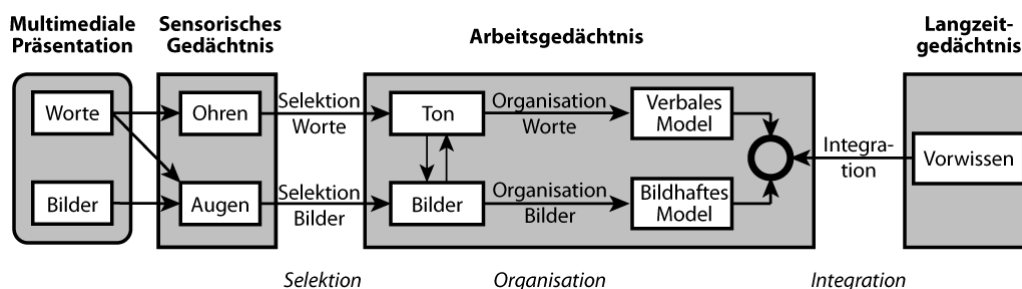 Multimediale
Präsentation
Sensorisches
Gedächtnis
Arbeitsgedächtnis
Langzeit-
gedächtnis
Worte
Bilder
Ohren
Augen
Selektion
Worte
Selektion
Bilder
Ton
Bilder
Organisation
Worte
Organisation
Bilder
Verbales
Model
Bildhaftes
Model
Integra-
tion
Vorwissen
Selektion
Organisation
Integration